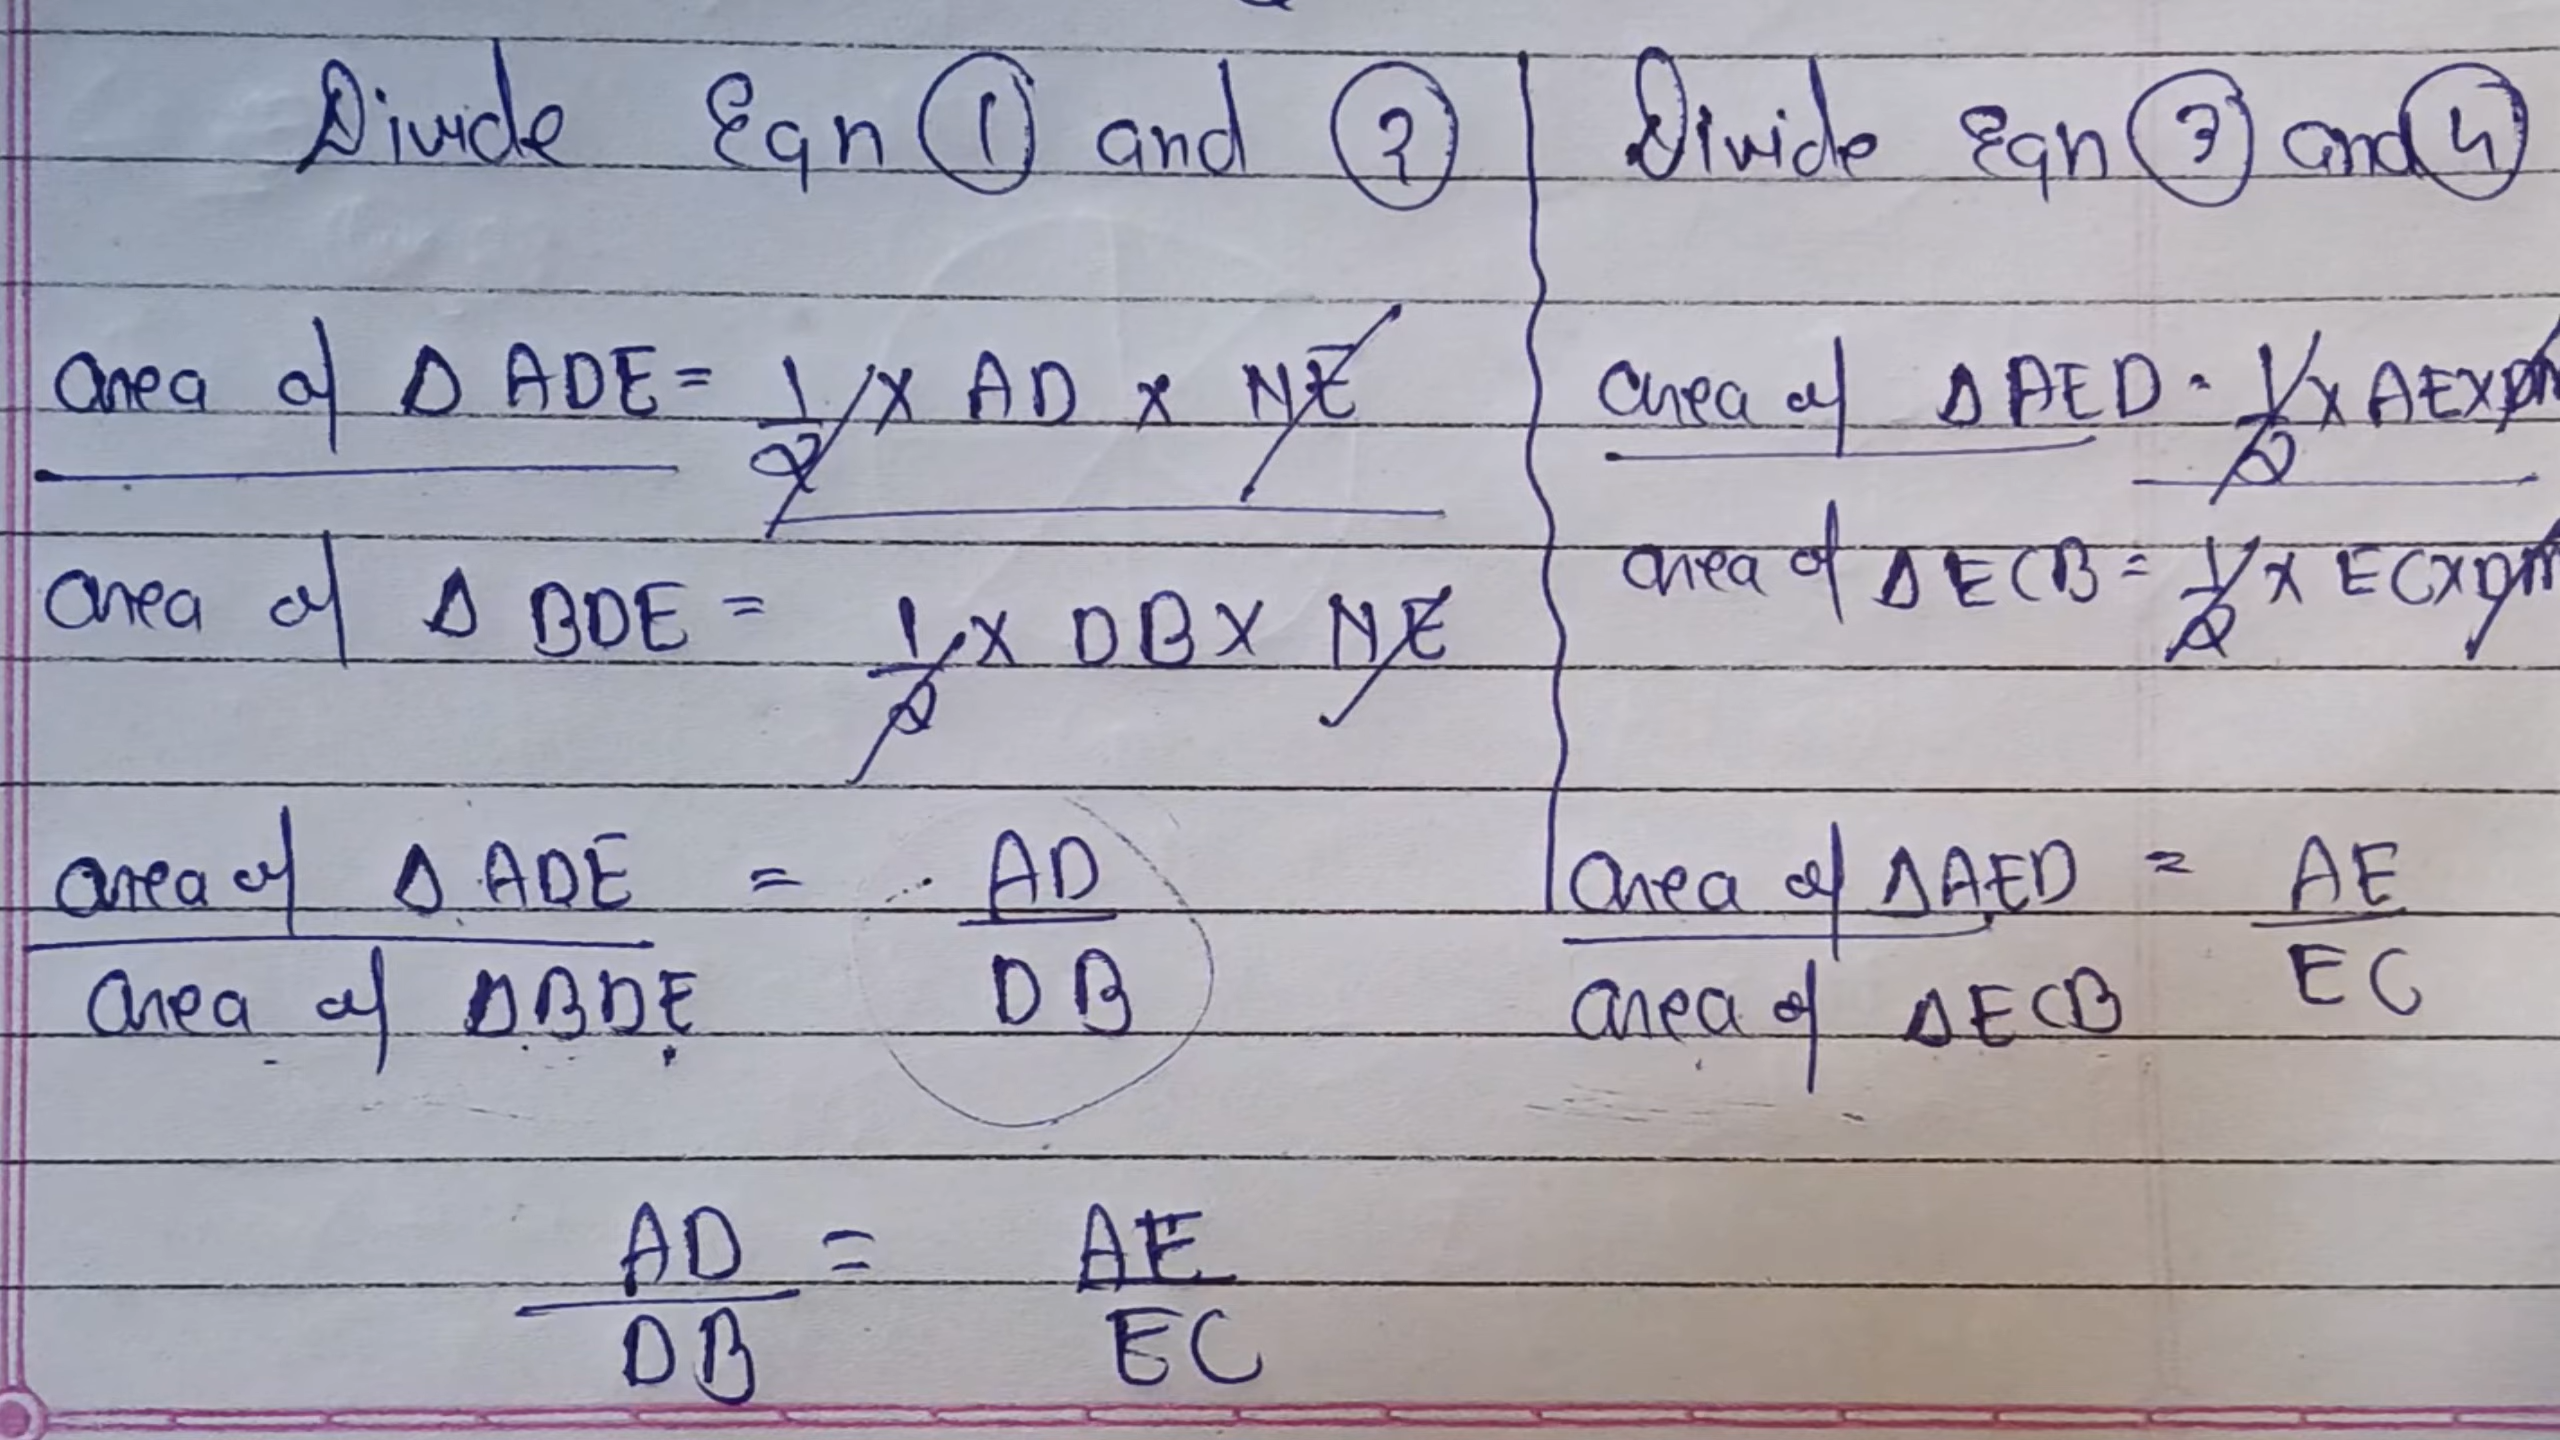 Divide Eqn ① and ②
area of Δ ADE = 1/2 × AD × NE
area of Δ BDE = 1/2 × DB × NE
area of Δ ADE = AD
area of Δ BDE DB
Divide Eqn ③ and ④
area of Δ AED = 1/2 × AE ×
area of Δ ECB = 1/2 × EC ×
area of Δ AED = AE
area of Δ ECB EC
AD = AE
DB EC